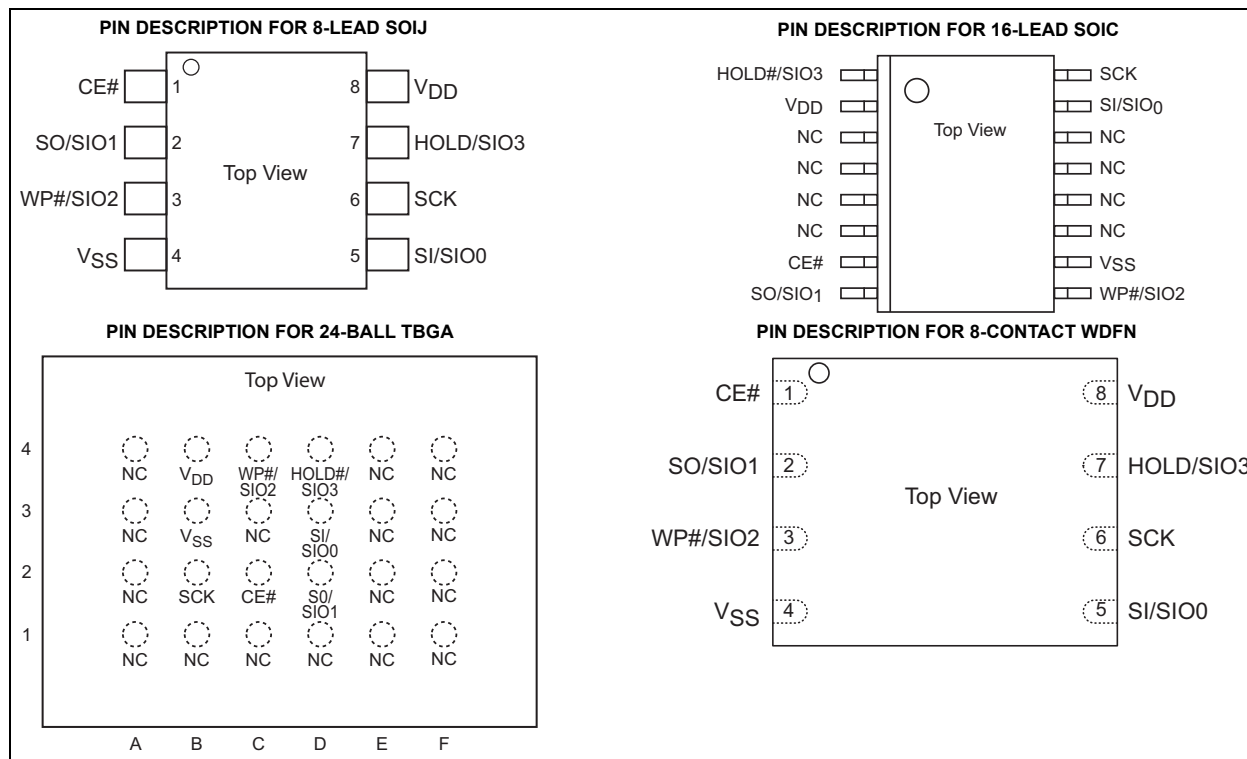 PIN DESCRIPTION FOR 8-LEAD SOIJ
CE# 1 8 VDD
SO/SIO1 2 7 HOLD/SIO3
Top View
WP#/SIO2 3 6 SCK
VSS 4 5 SI/SIO0
PIN DESCRIPTION FOR 16-LEAD SOIC
HOLD#/SIO3 SCK
VDD SI/SIO0
Top View
NC NC
NC NC
NC NC
NC NC
CE# VSS
SO/SIO1 WP#/SIO2
PIN DESCRIPTION FOR 24-BALL TBGA
Top View
4
NC VDD WP#/ HOLD#/ NC NC
SIO2 SIO3
3
NC VSS NC SI/ NC NC
SIO0
2
NC SCK CE# S0/ NC NC
SIO1
1
NC NC NC NC NC NC
A B C D E F
PIN DESCRIPTION FOR 8-CONTACT WDFN
CE# 1 8 VDD
SO/SIO1 2 7 HOLD/SIO3
Top View
WP#/SIO2 3 6 SCK
VSS 4 5 SI/SIO0